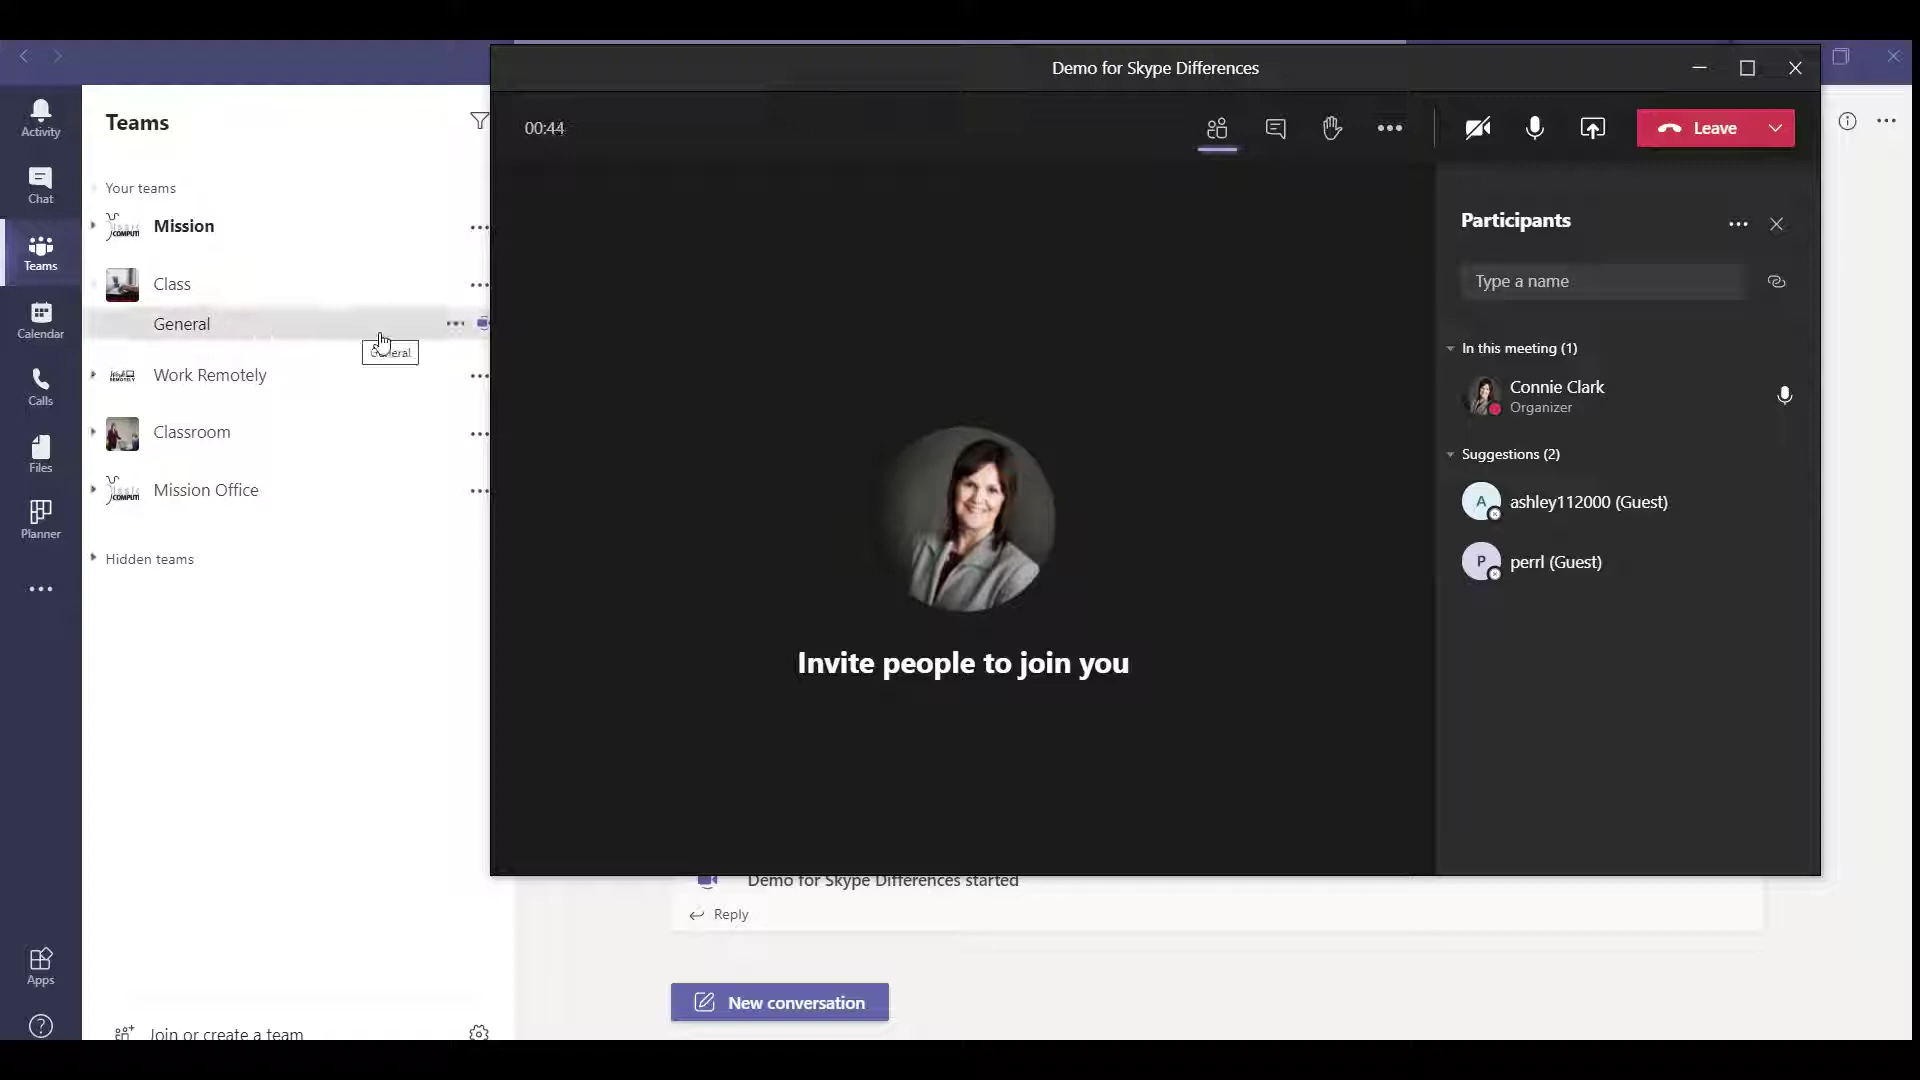 Demo for Skype Differences
Activity
Chat
Teams
Calendar
Calls
Files
Planner
Apps
Teams
Your teams
Mission
Class
General
General
Work Remotely
Classroom
Mission Office
Hidden teams
Join or create a team
00:44
Leave
Invite people to join you
Participants
Type a name
In this meeting (1)
Connie Clark
Organizer
Suggestions (2)
A
ashley112000 (Guest)
P
perrl (Guest)
Demo for Skype Differences started
Reply
New conversation